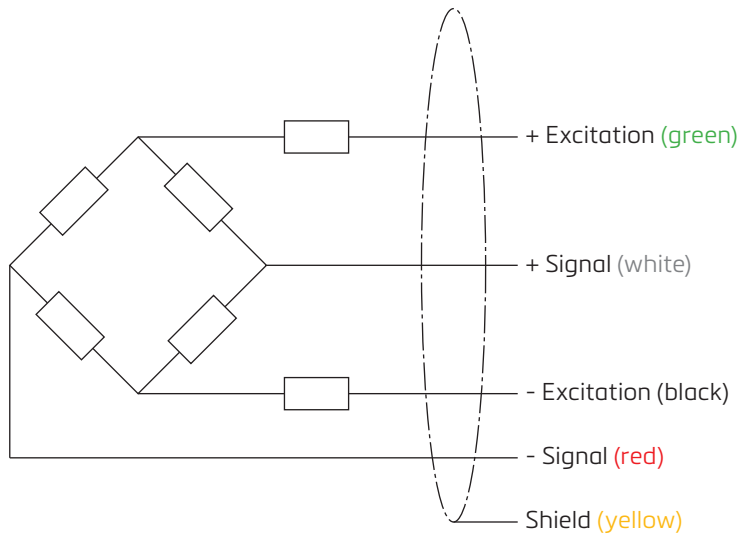 + Excitation (green)
+ Signal (white)
- Excitation (black)
- Signal (red)
Shield (yellow)